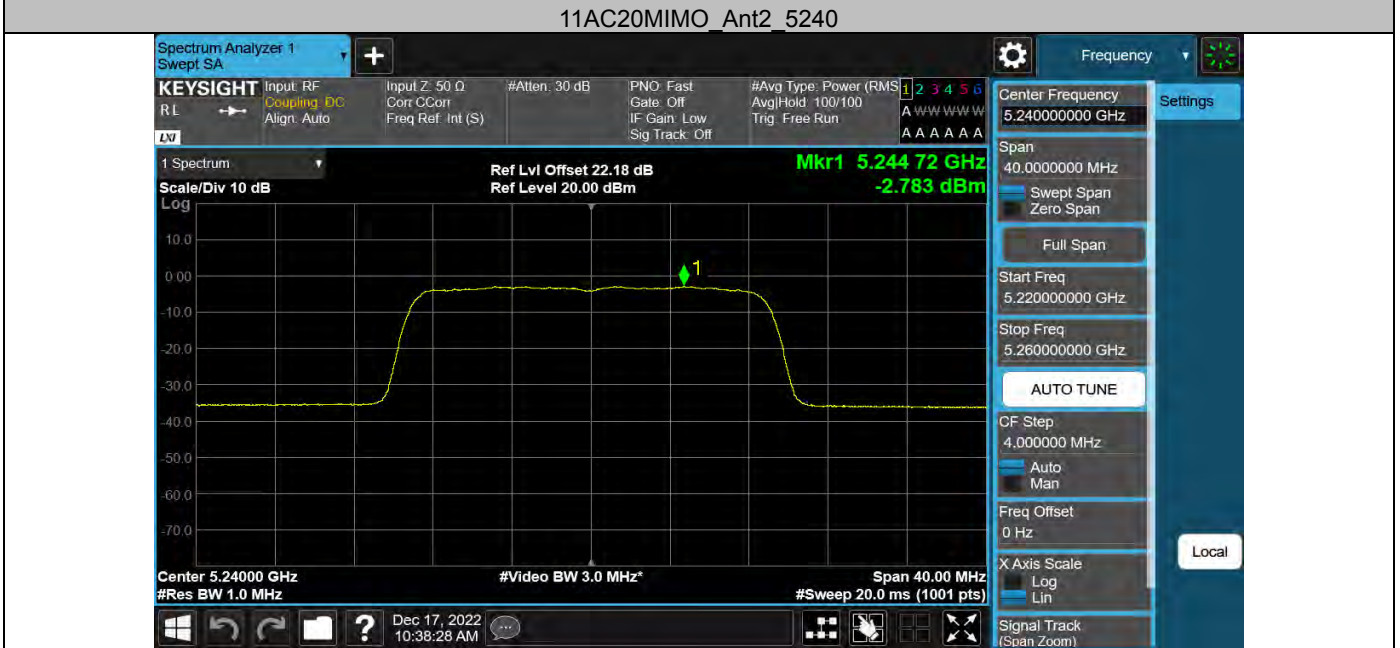 11AC20MIMO_Ant2_5240
Spectrum Analyzer 1
Swept SA
+
Frequency
KEYSIGHT
R L
LXI
Input: RF
Coupling: DC
Align: Auto
Input Z: 50 Ω
Corr CCorr
Freq Ref: Int (S)
#Atten: 30 dB
PNO: Fast
Gate: Off
IF Gain: Low
Sig Track: Off
#Avg Type: Power (RMS
Avg|Hold: 100/100
Trig: Free Run
1 2 3 4 5 6
A W W W W W
A A A A A A
1 Spectrum
Scale/Div 10 dB
Log
Ref Lvl Offset 22.18 dB
Ref Level 20.00 dBm
Mkr1 5.244 72 GHz
-2.783 dBm
1
10.0
0.00
-10.0
-20.0
-30.0
-40.0
-50.0
-60.0
-70.0
Center 5.24000 GHz
#Res BW 1.0 MHz
#Video BW 3.0 MHz*
Span 40.00 MHz
#Sweep 20.0 ms (1001 pts)
?
Dec 17, 2022
10:38:28 AM
Center Frequency
5.240000000 GHz
Span
40.0000000 MHz
Swept Span
Zero Span
Full Span
Start Freq
5.220000000 GHz
Stop Freq
5.260000000 GHz
AUTO TUNE
CF Step
4.000000 MHz
Auto
Man
Freq Offset
0 Hz
X Axis Scale
Log
Lin
Signal Track
(Span Zoom)
Settings
Local